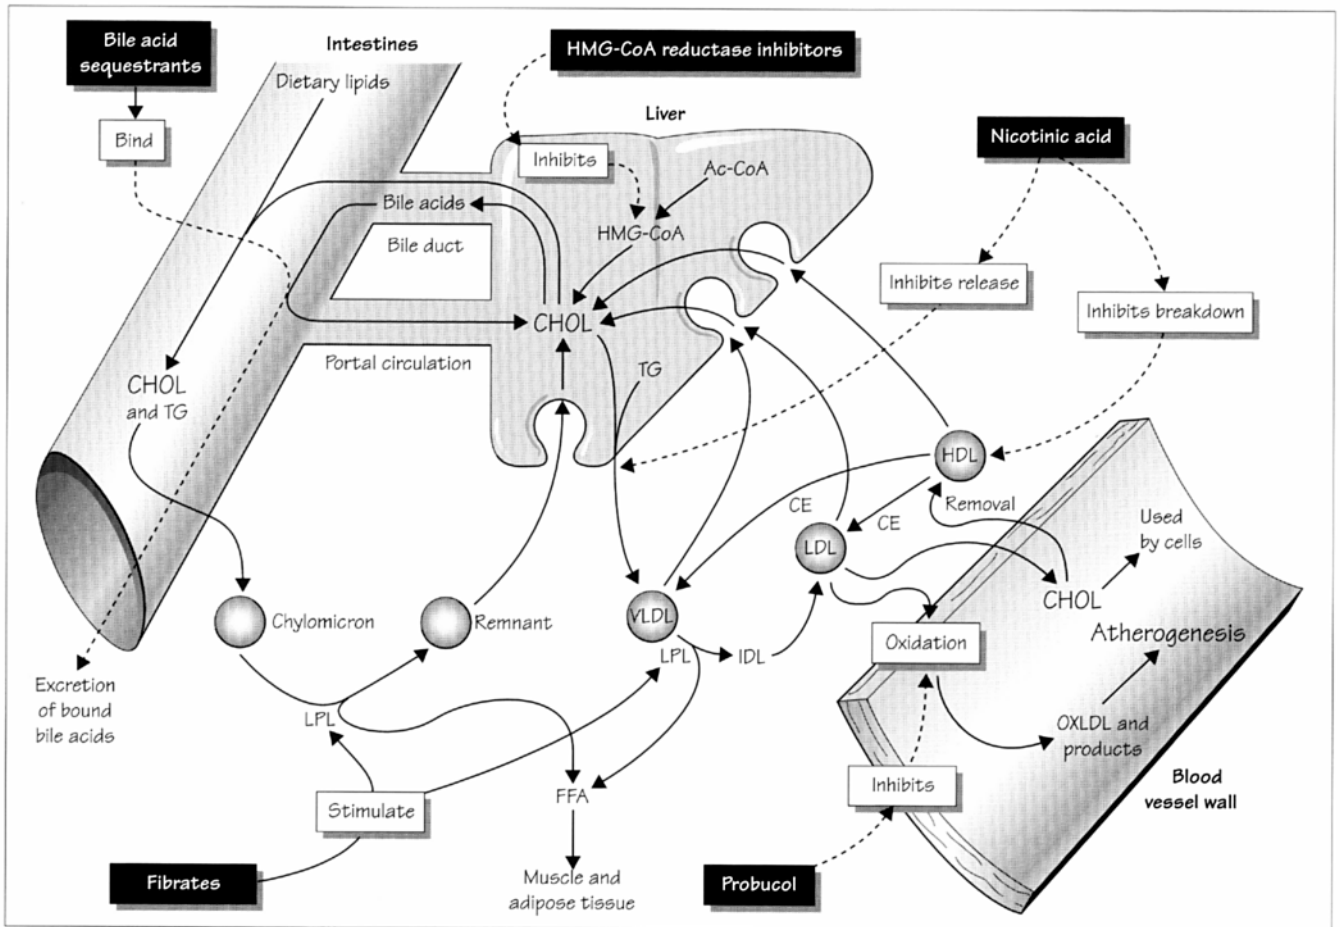 Bile acid
sequestrants
Intestines
HMG-CoA reductase inhibitors
Dietary lipids
Bind
Liver
Nicotinic acid
Inhibits
Ac-CoA
Bile acids
HMG-CoA
Bile duct
Inhibits release
Inhibits breakdown
CHOL
Portal circulation
TG
CHOL
and TG
HDL
CE
Removal
CE
Used
by cells
LDL
CHOL
Chylomicron
Remnant
VLDL
Atherogenesis
Oxidation
LPL
IDL
Excretion
of bound
bile acids
LPL
OXLDL and
products
Inhibits
Blood
vessel wall
FFA
Stimulate
Fibrates
Muscle and
adipose tissue
Probucol